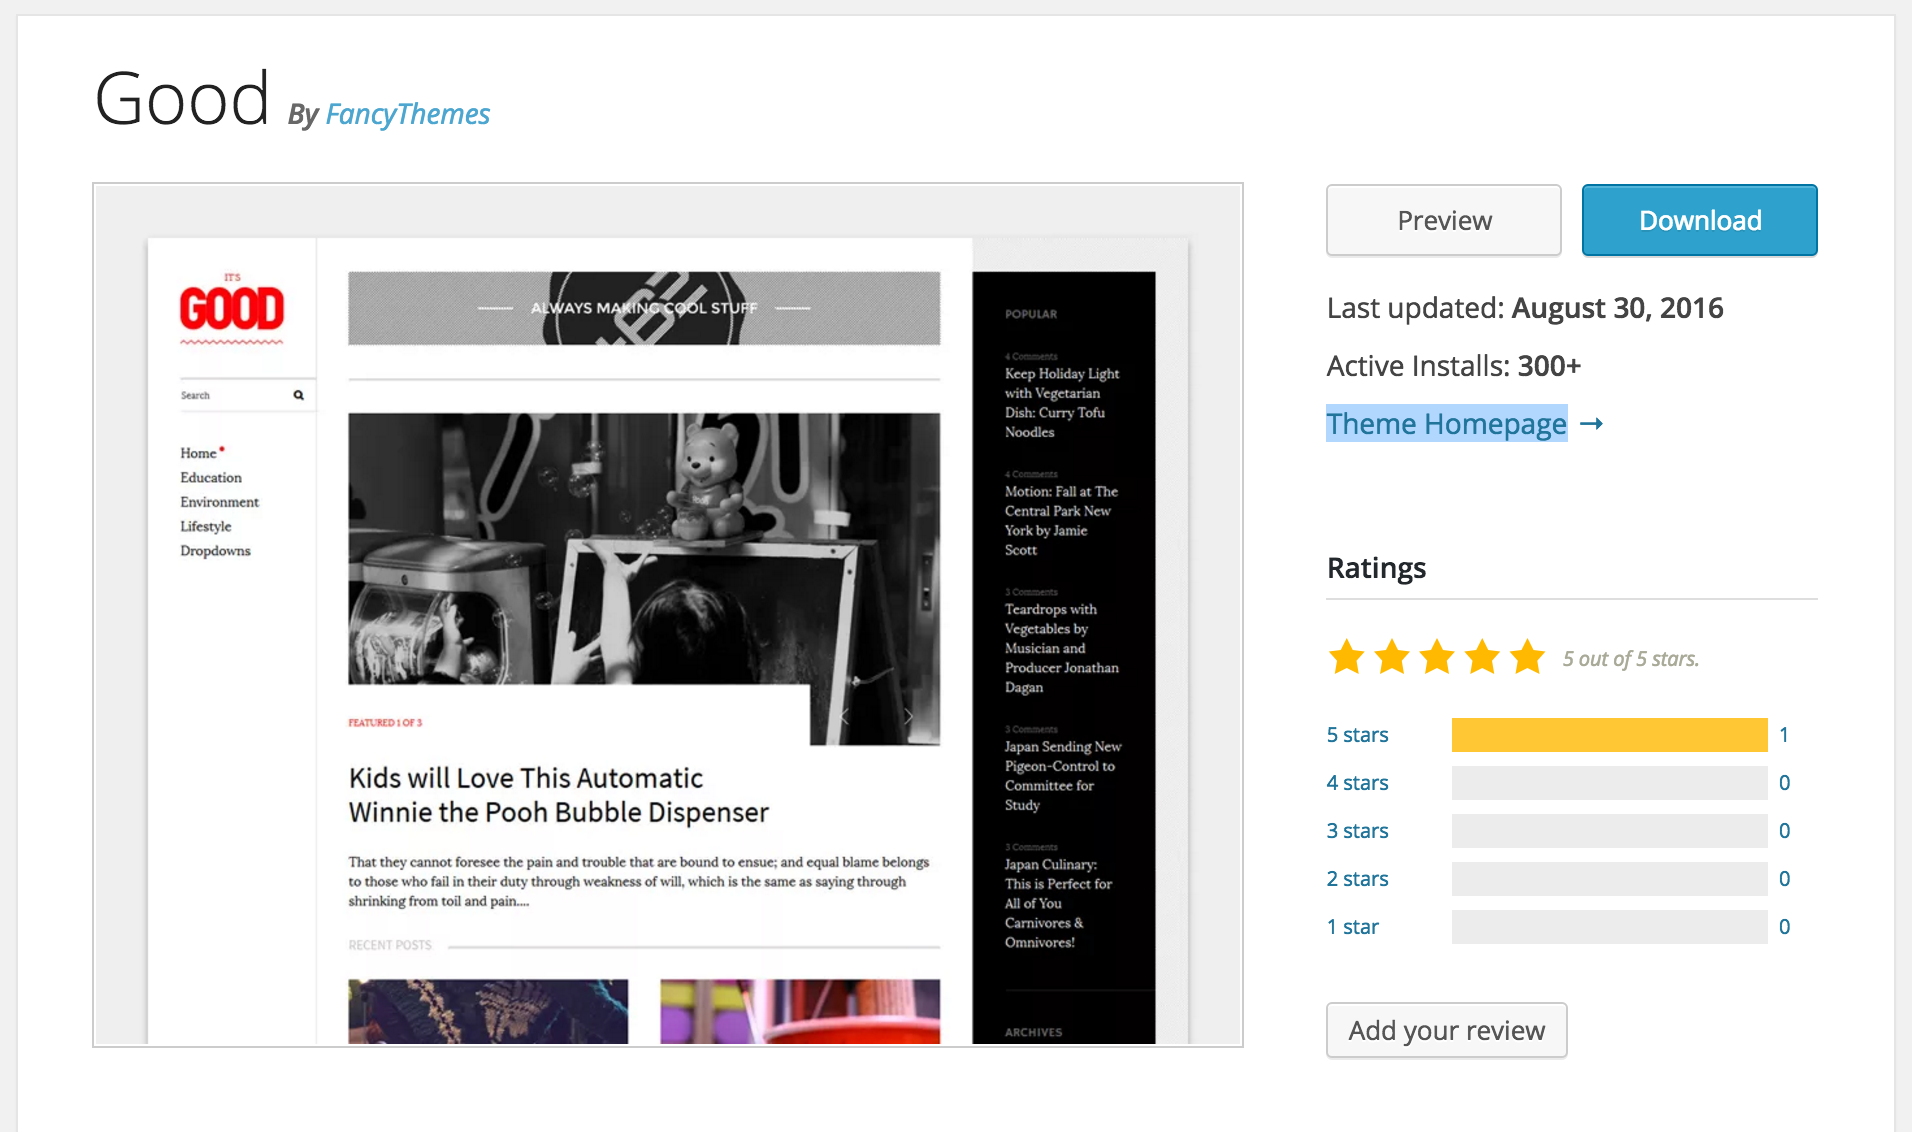 Good By FancyThemes
IT'S
GOOD
Search
Home
Education
Environment
Lifestyle
Dropdowns
ALWAYS MAKING COOL STUFF
FEATURED 1 OF 3
Kids will Love This Automatic
Winnie the Pooh Bubble Dispenser
That they cannot foresee the pain and trouble that are bound to ensue; and equal blame belongs
to those who fail in their duty through weakness of will, which is the same as saying through
shrinking from toil and pain....
RECENT POSTS
POPULAR
4 Comments
Keep Holiday Light
with Vegetarian
Dish: Curry Tofu
Noodles
4 Comments
Motion: Fall at The
Central Park New
York by Jamie
Scott
3 Comments
Teardrops with
Vegetables by
Musician and
Producer Jonathan
Dagan
3 Comments
Japan Sending New
Pigeon-Control to
Committee for
Study
3 Comments
Japan Culinary:
This is Perfect for
All of You
Carnivores &
Omnivores!
ARCHIVES
Preview
Download
Last updated: August 30, 2016
Active Installs: 300+
Theme Homepage →
Ratings
5 out of 5 stars.
5 stars 1
4 stars 0
3 stars 0
2 stars 0
1 star 0
Add your review